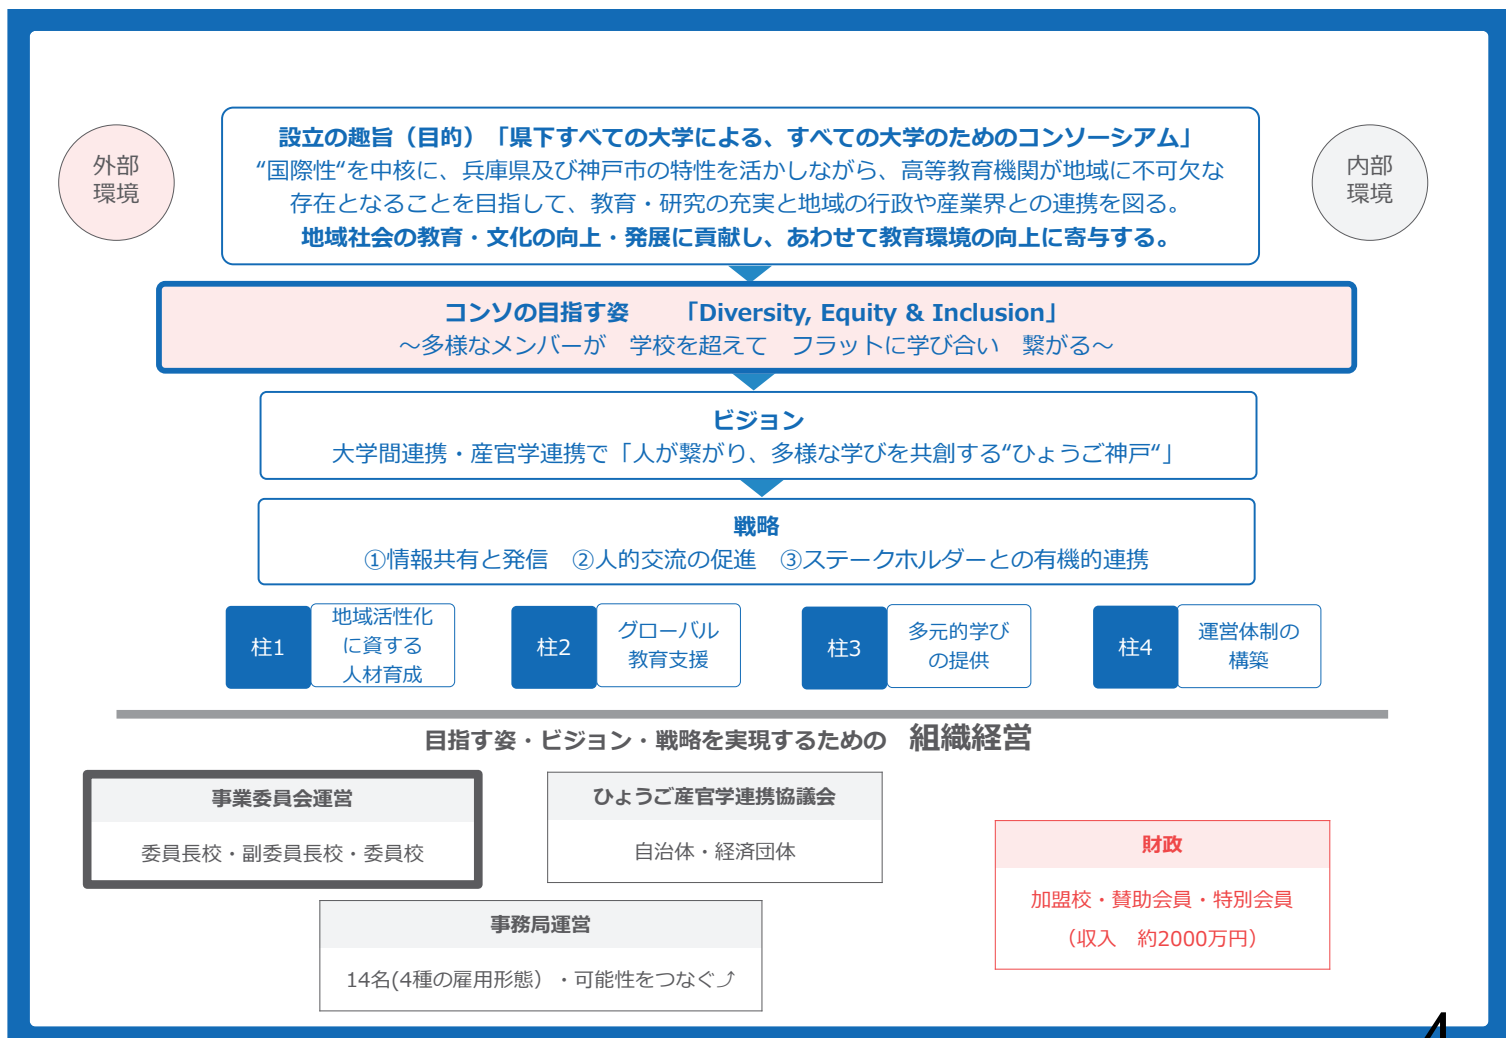 外部
環境
設立の趣旨（目的）「県下すべての大学による、すべての大学のためのコンソーシアム」
“国際性“を中核に、兵庫県及び神戸市の特性を活かしながら、高等教育機関が地域に不可欠な
存在となることを目指して、教育・研究の充実と地域の行政や産業界との連携を図る。
地域社会の教育・文化の向上・発展に貢献し、あわせて教育環境の向上に寄与する。
内部
環境
コンソの目指す姿　　「Diversity, Equity & Inclusion」
～多様なメンバーが　学校を超えて　フラットに学び合い　繋がる～
ビジョン
大学間連携・産官学連携で「人が繋がり、多様な学びを共創する“ひょうご神戸“」
戦略
①情報共有と発信　②人的交流の促進　③ステークホルダーとの有機的連携
柱1
地域活性化
に資する
人材育成
柱2
グローバル
教育支援
柱3
多元的学び
の提供
柱4
運営体制の
構築
目指す姿・ビジョン・戦略を実現するための　組織経営
事業委員会運営
委員長校・副委員長校・委員校
ひょうご産官学連携協議会
自治体・経済団体
財政
加盟校・賛助会員・特別会員
（収入　約2000万円）
事務局運営
14名(4種の雇用形態）・可能性をつなぐ⤴
4